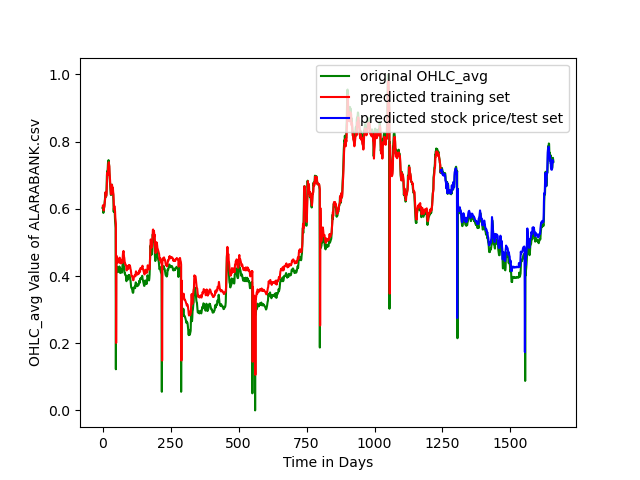 original OHLC_avg
predicted training set
predicted stock price/test set
1.0
0.8
0.6
0.4
0.2
0.0
OHLC_avg Value of ALARABANK.csv
0
250
500
750
1000
1250
1500
Time in Days